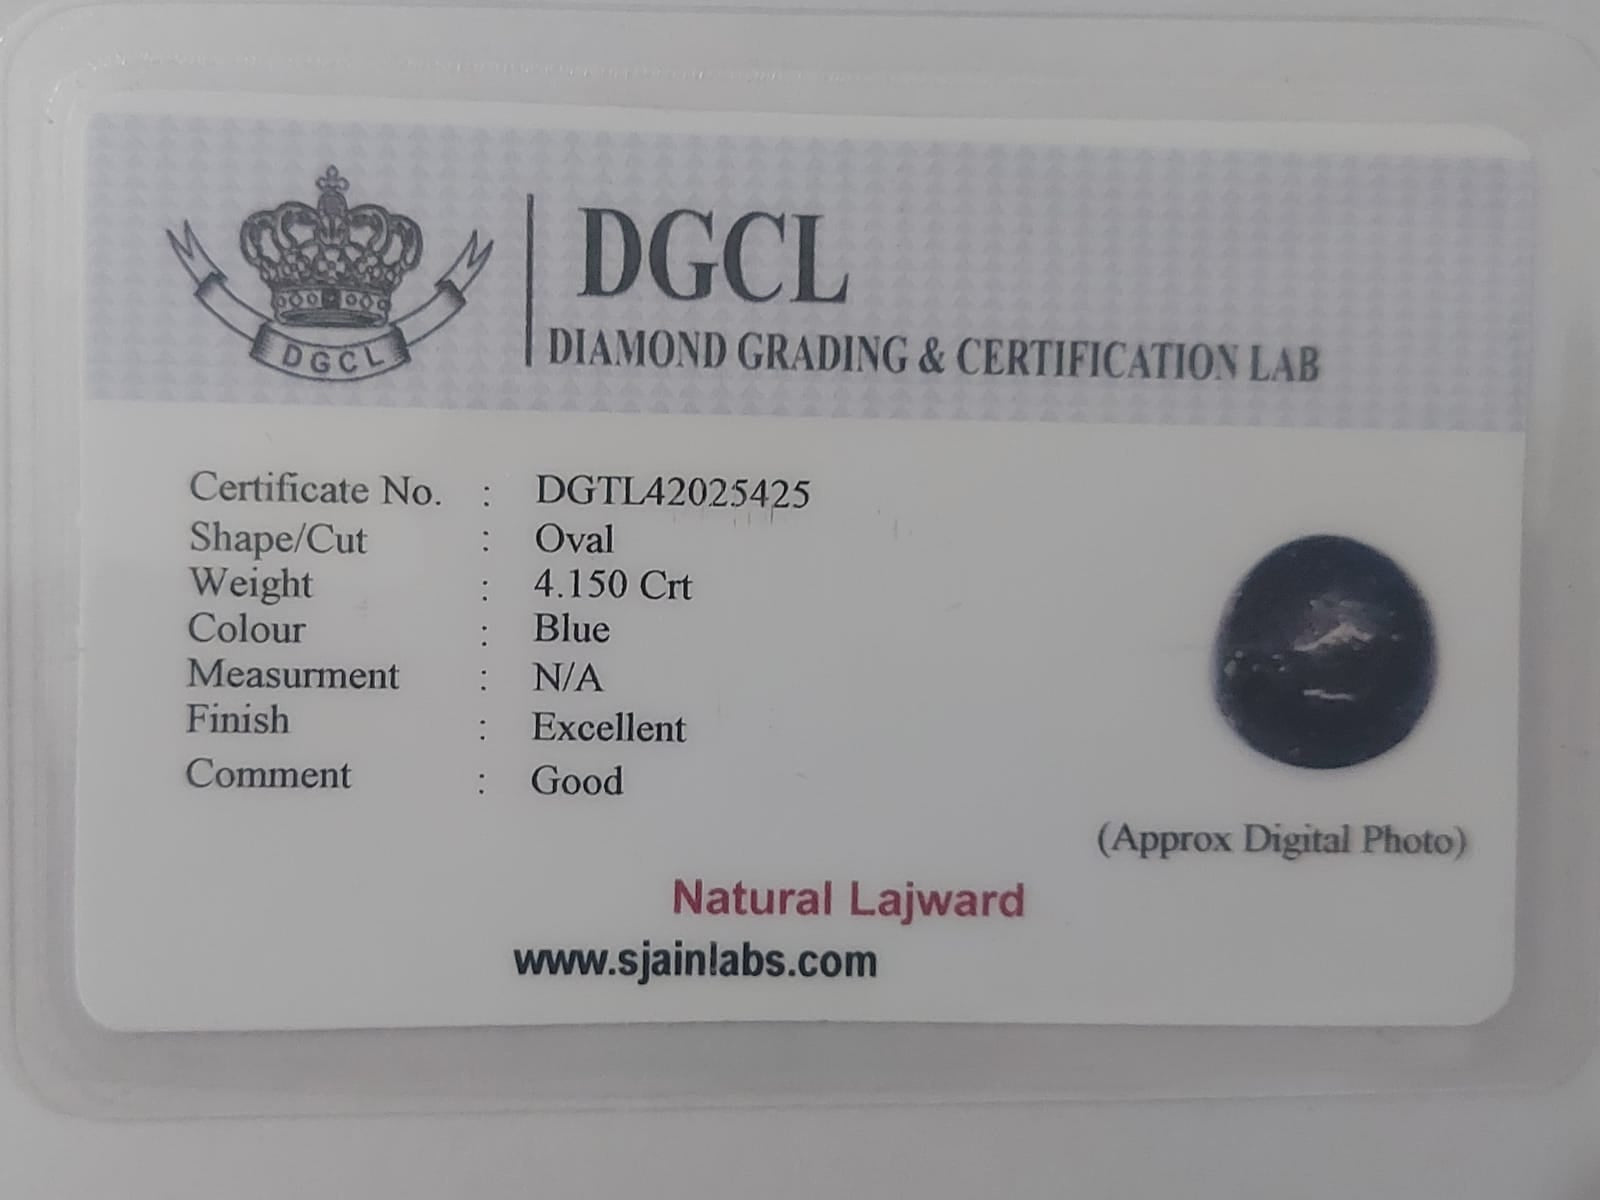 DGCL
DGCL
DIAMOND GRADING & CERTIFICATION LAB
Certificate No. : DGTL42025425
Shape/Cut : Oval
Weight : 4.150 Crt
Colour : Blue
Measurment : N/A
Finish : Excellent
Comment : Good
(Approx Digital Photo)
Natural Lajward
www.sjainlabs.com